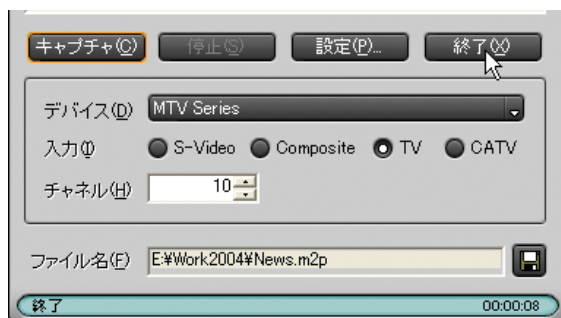 キャプチャ(C) 停止(S) 設定(P)... 終了(X)
デバイス(D) MTV Series
入力(I) S-Video Composite TV CATV
チャネル(H) 10
ファイル名(F) E:¥Work2004¥News.m2p
終了 00:00:08